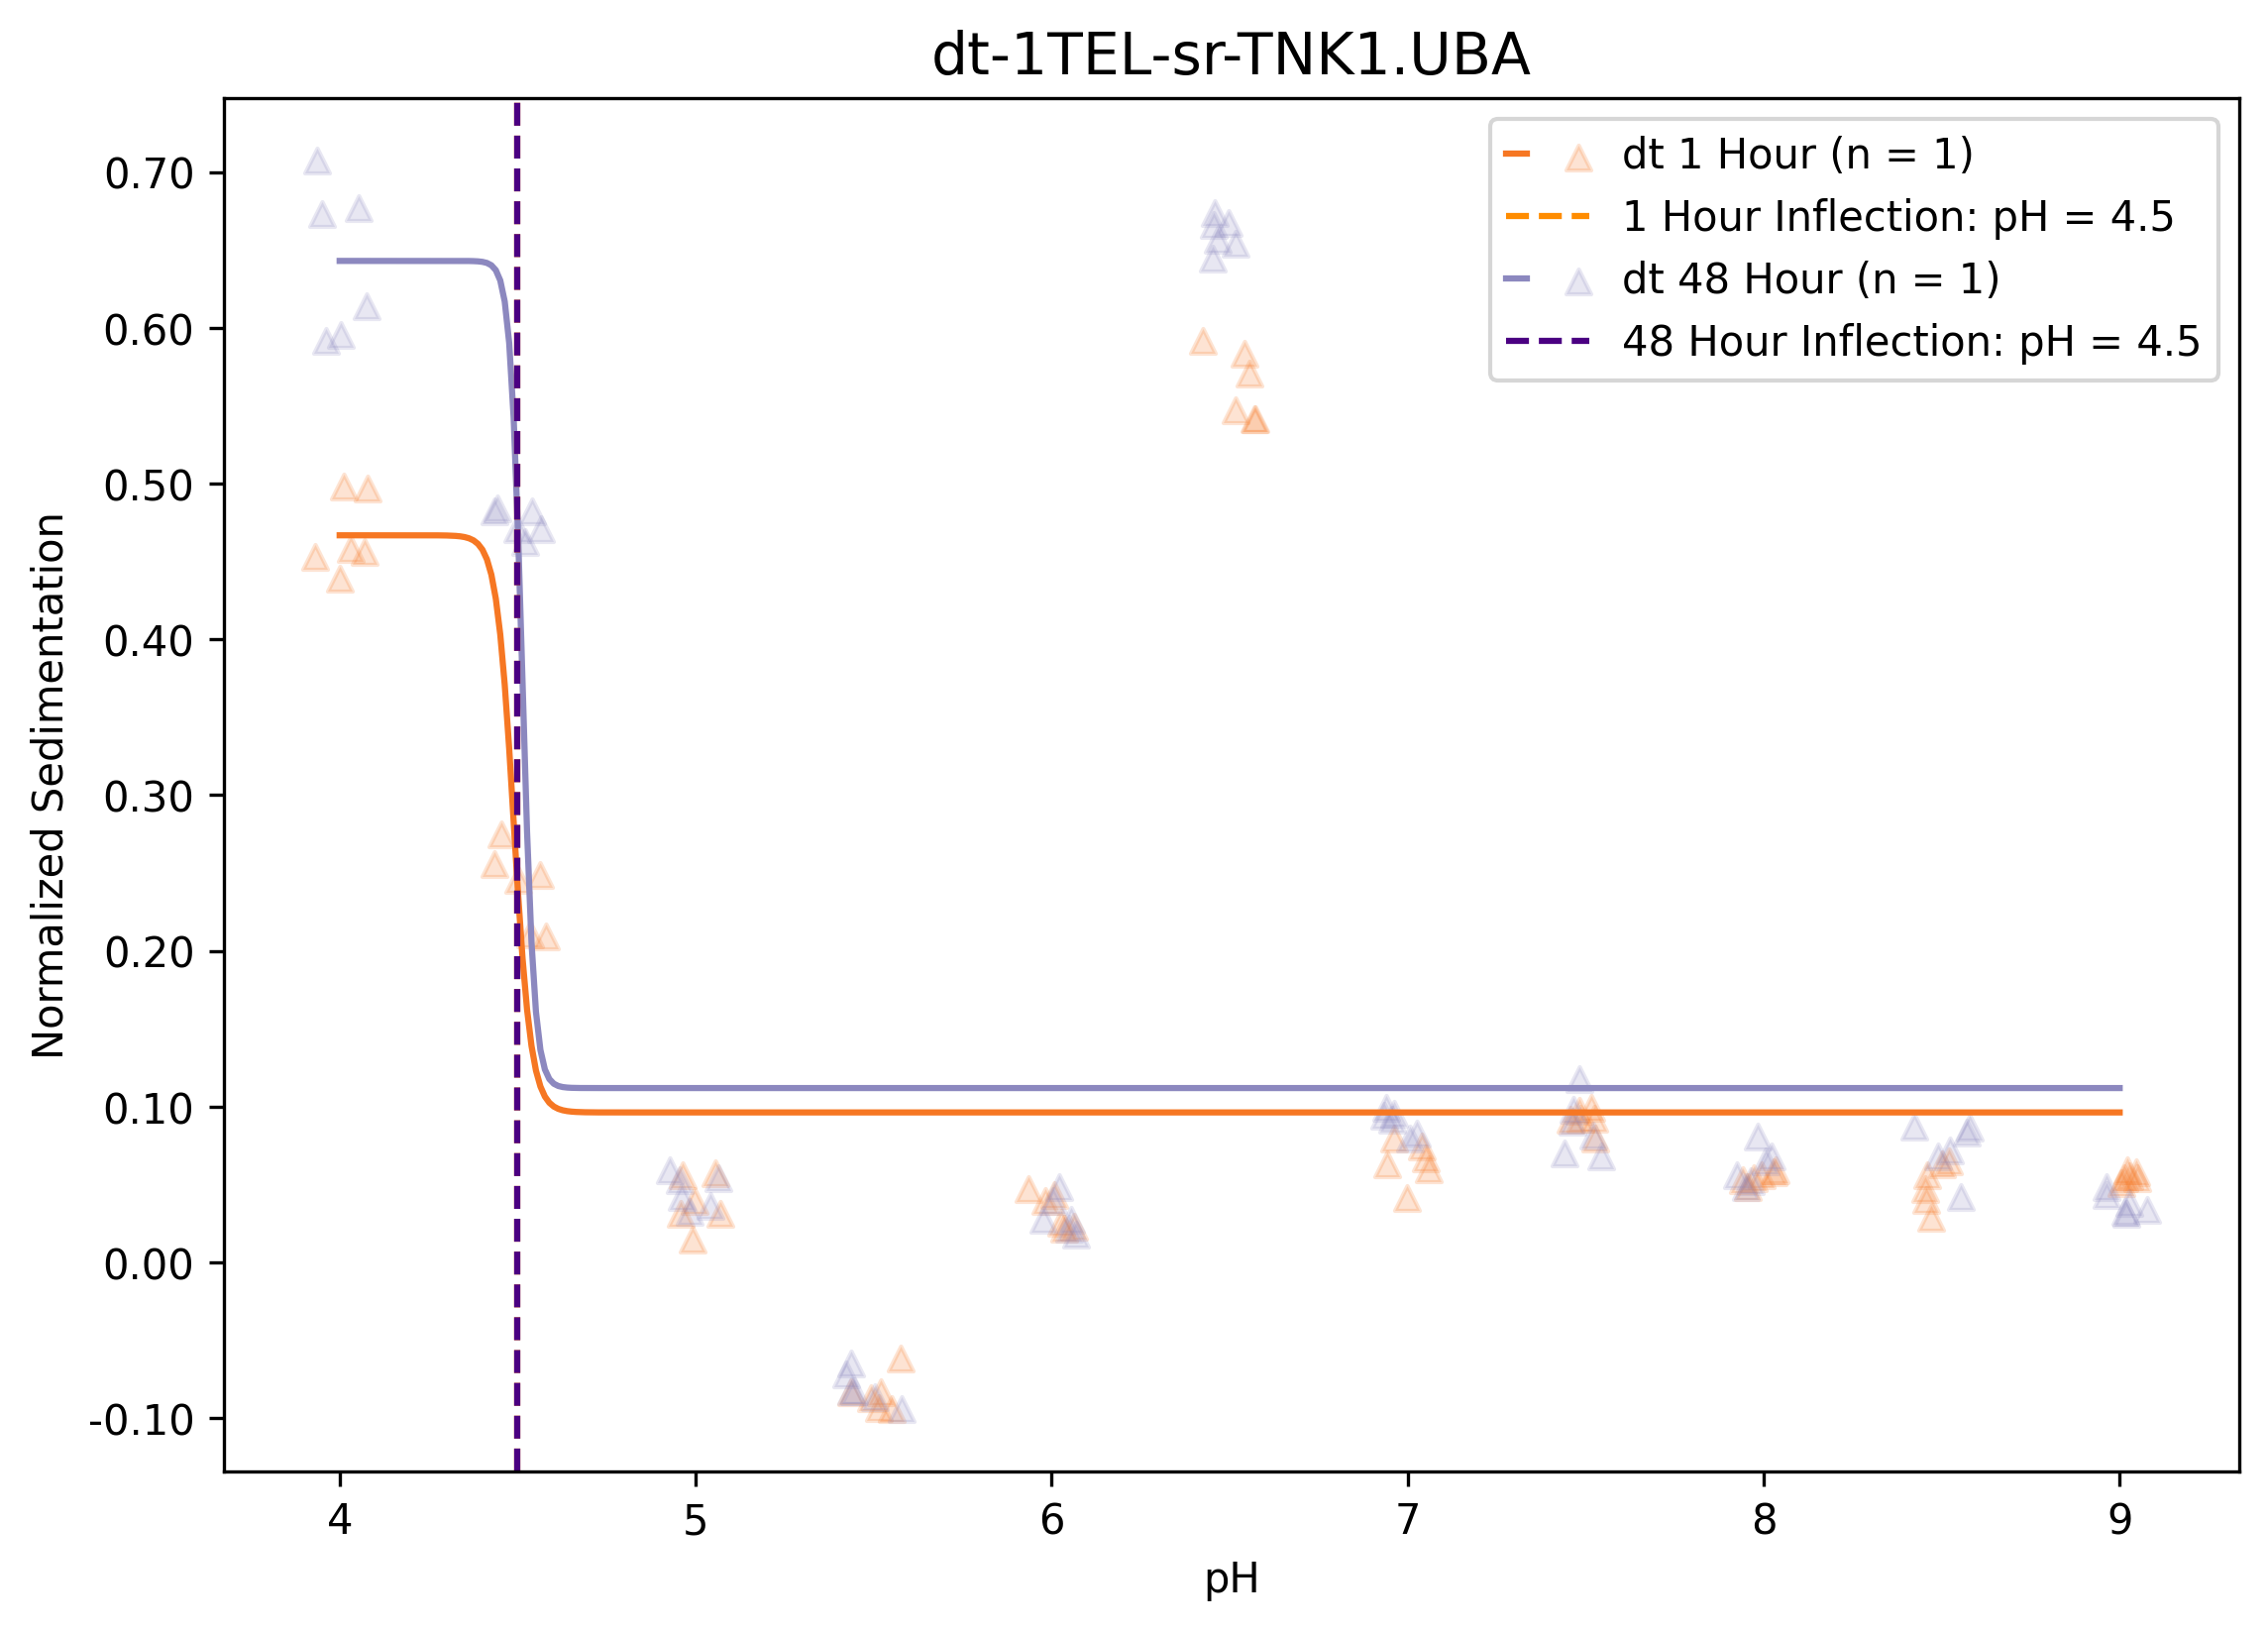 dt-1TEL-sr-TNK1.UBA
dt 1 Hour (n = 1)
1 Hour Inflection: pH = 4.5
dt 48 Hour (n = 1)
48 Hour Inflection: pH = 4.5
Normalized Sedimentation
0.70
0.60
0.50
0.40
0.30
0.20
0.10
0.00
-0.10
4 5 6 7 8 9
pH